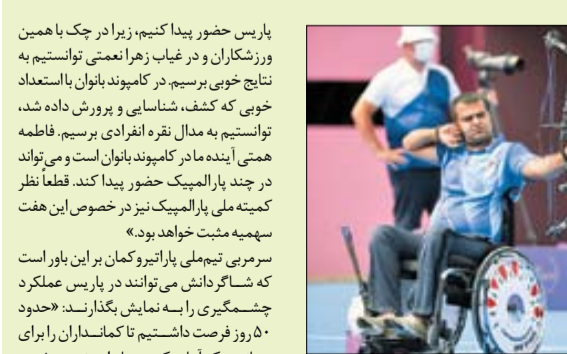 پاریس حضور پیدا کنیم، زیرا در چک با همین
ورزشکاران و در غیاب زهرا نعمتی توانستیم به
نتایج خوبی برسیم. در کامپوند بانوان با استعداد
خوبی که کشف، شناسایی و پرورش داده شد،
توانستیم به مدال نقره انفرادی برسیم. فاطمه
همتی آینده ما در کامپوند بانوان است و می‌تواند
در چند پارالمپیک حضور پیدا کند. قطعاً نظر
کمیته ملی پارالمپیک نیز در خصوص این هفت
سهمیه مثبت خواهد بود.»
سرمربی تیم‌ملی پاراتیروکمان بر این باور است
که شاگردانش می‌توانند در پاریس عملکرد
چشمگیری را به نمایش بگذارند: «حدود
۵۰ روز فرصت داشتیم تا کمانداران را برای